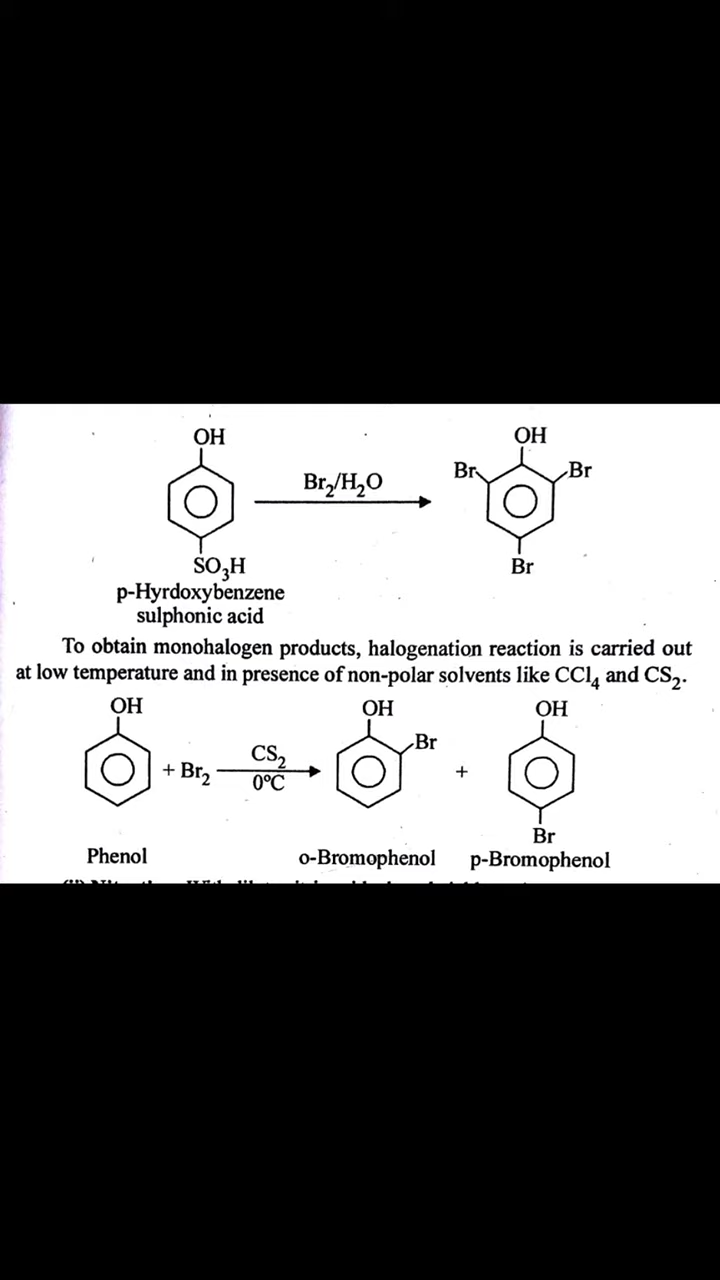 OH
OH
Br
Br
Br₂/H₂O
SO₃H
Br
p-Hyrdoxybenzene
sulphonic acid
To obtain monohalogen products, halogenation reaction is carried out
at low temperature and in presence of non-polar solvents like CCl₄ and CS₂.
OH
OH
OH
Br
+ Br₂
CS₂
0°C
+
Br
Phenol
o-Bromophenol
p-Bromophenol